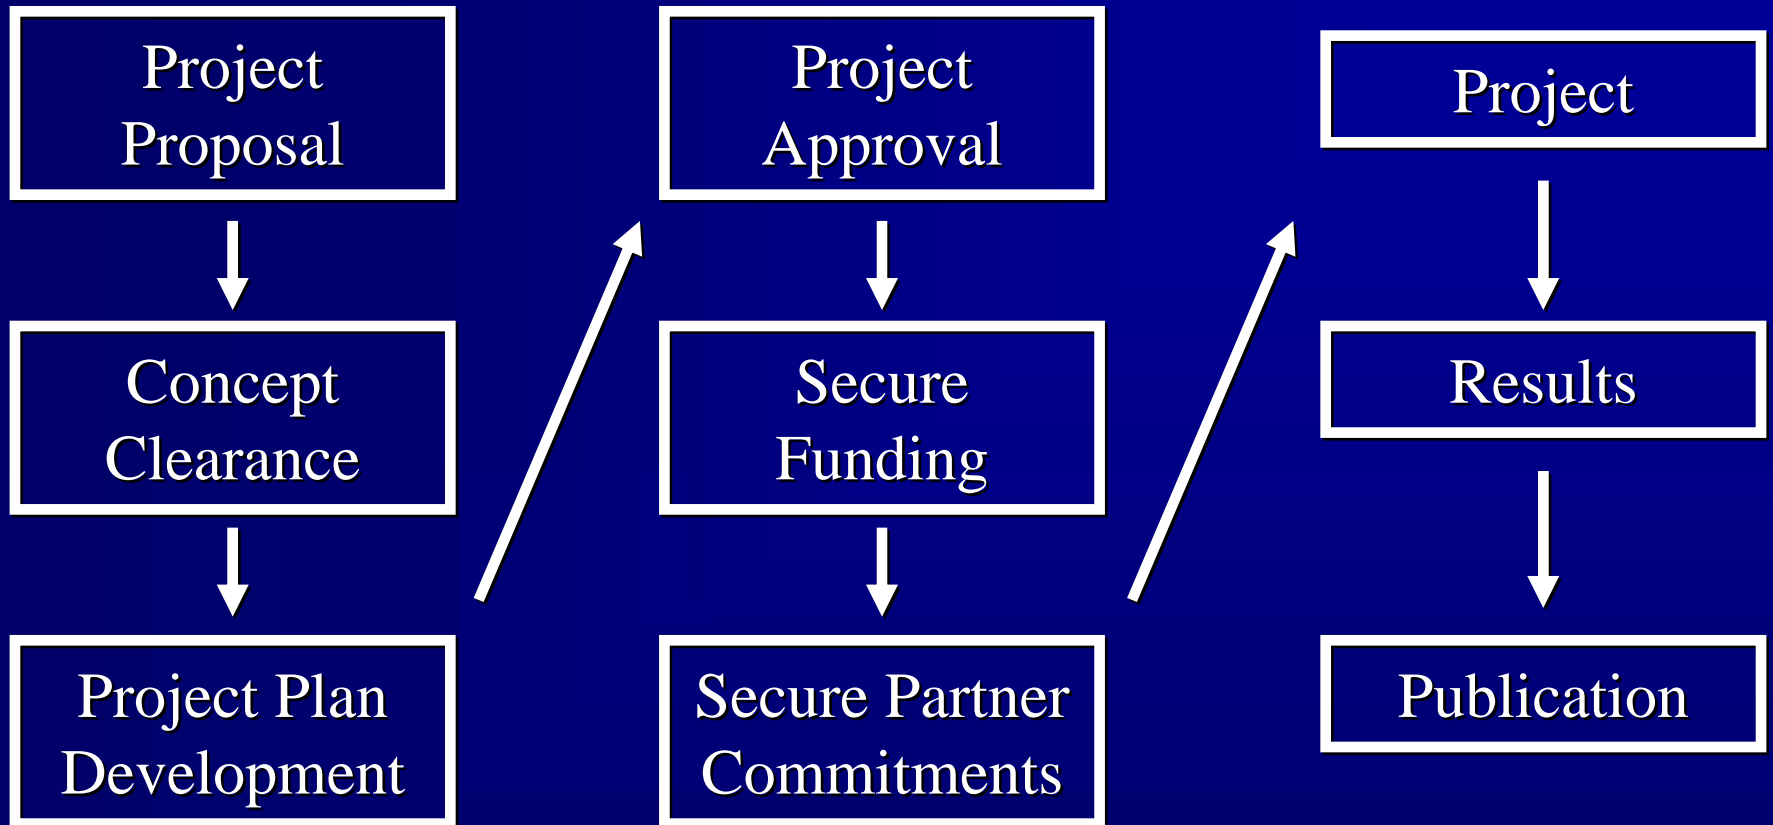 Project
Proposal
Concept
Clearance
Project Plan
Development
Project
Approval
Secure
Funding
Secure Partner
Commitments
Project
Results
Publication